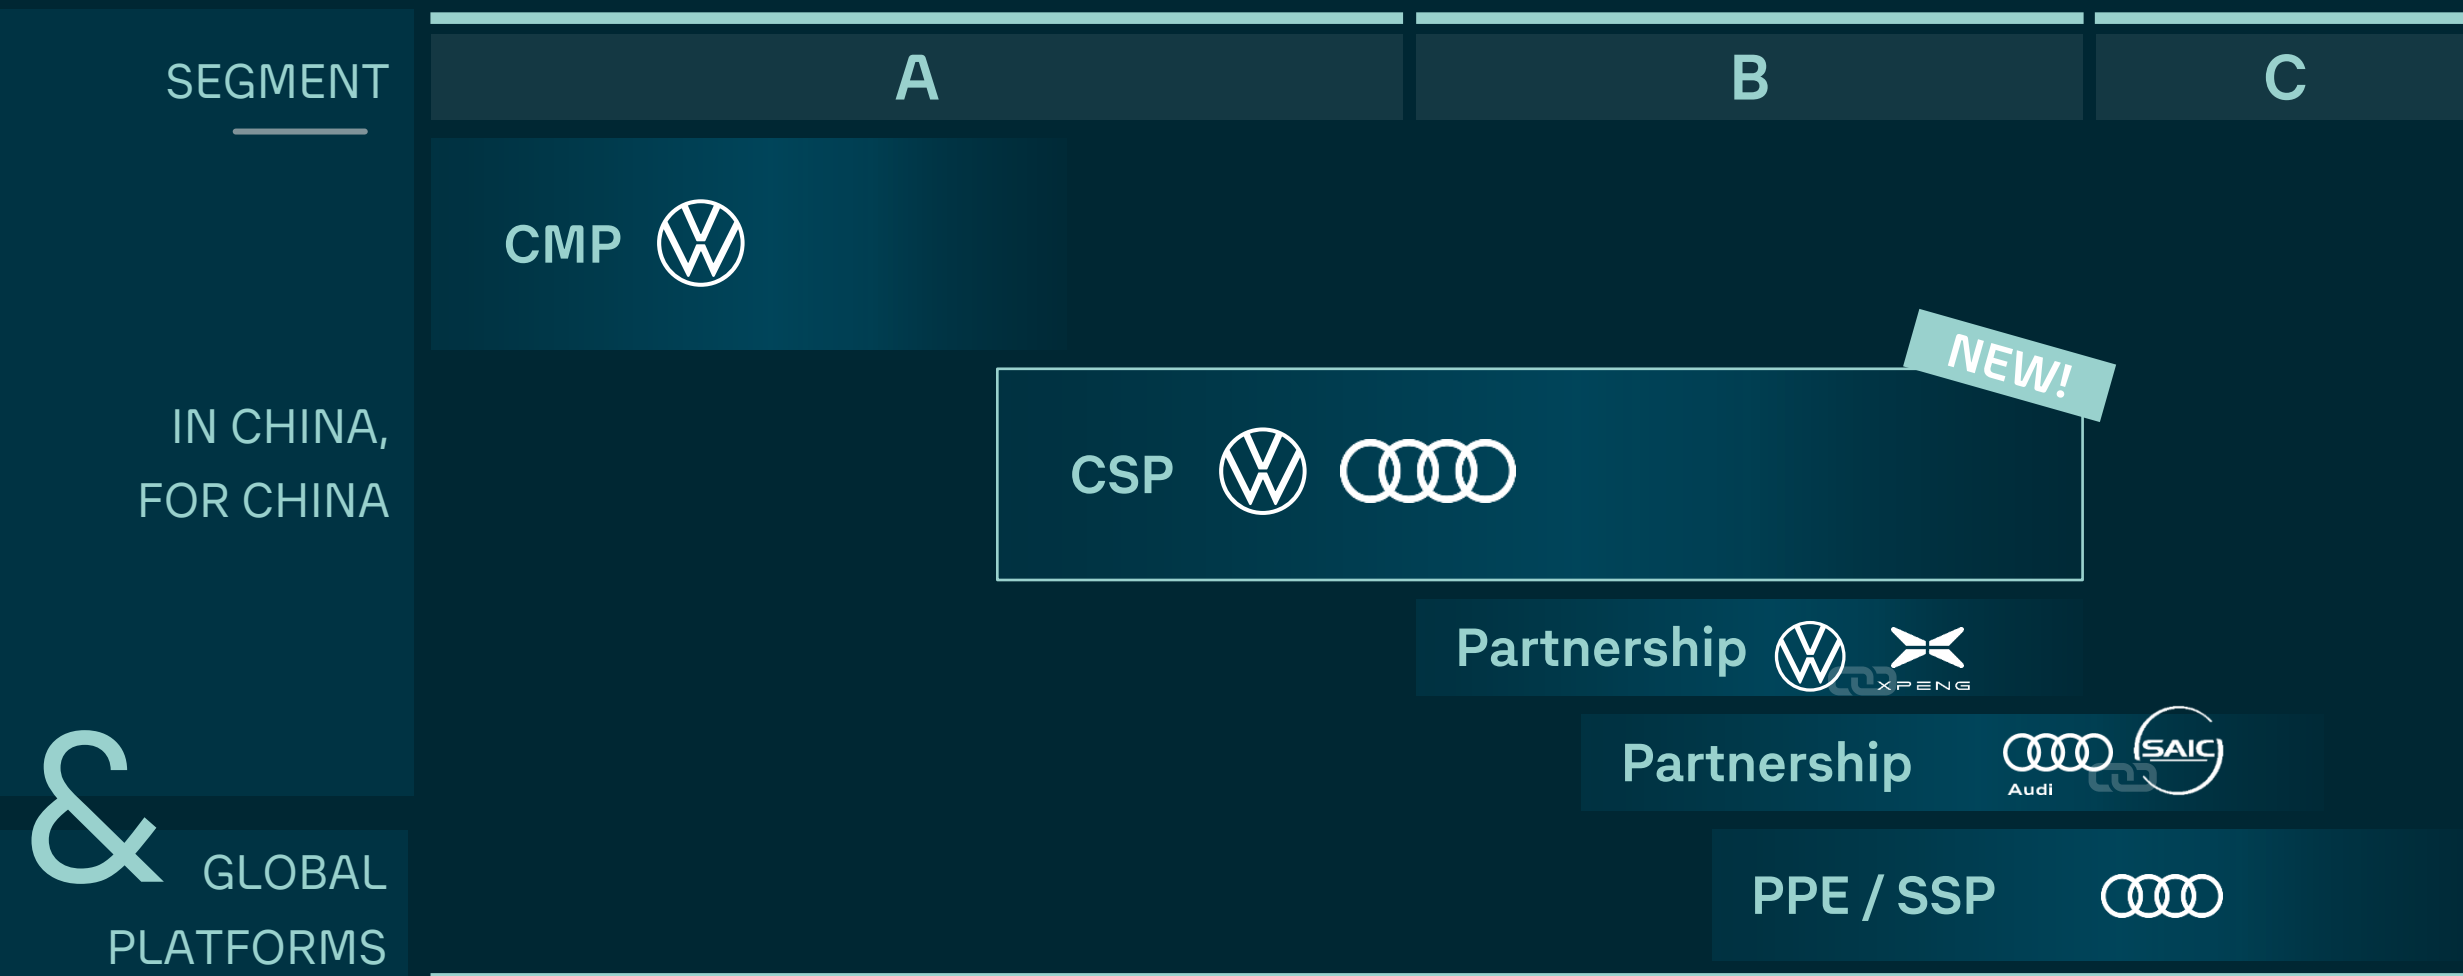 SEGMENT
A
B
C
CMP
NEW!
IN CHINA,
FOR CHINA
CSP
Partnership
XPENG
Partnership
SAIC
Audi
&
GLOBAL
PLATFORMS
PPE / SSP